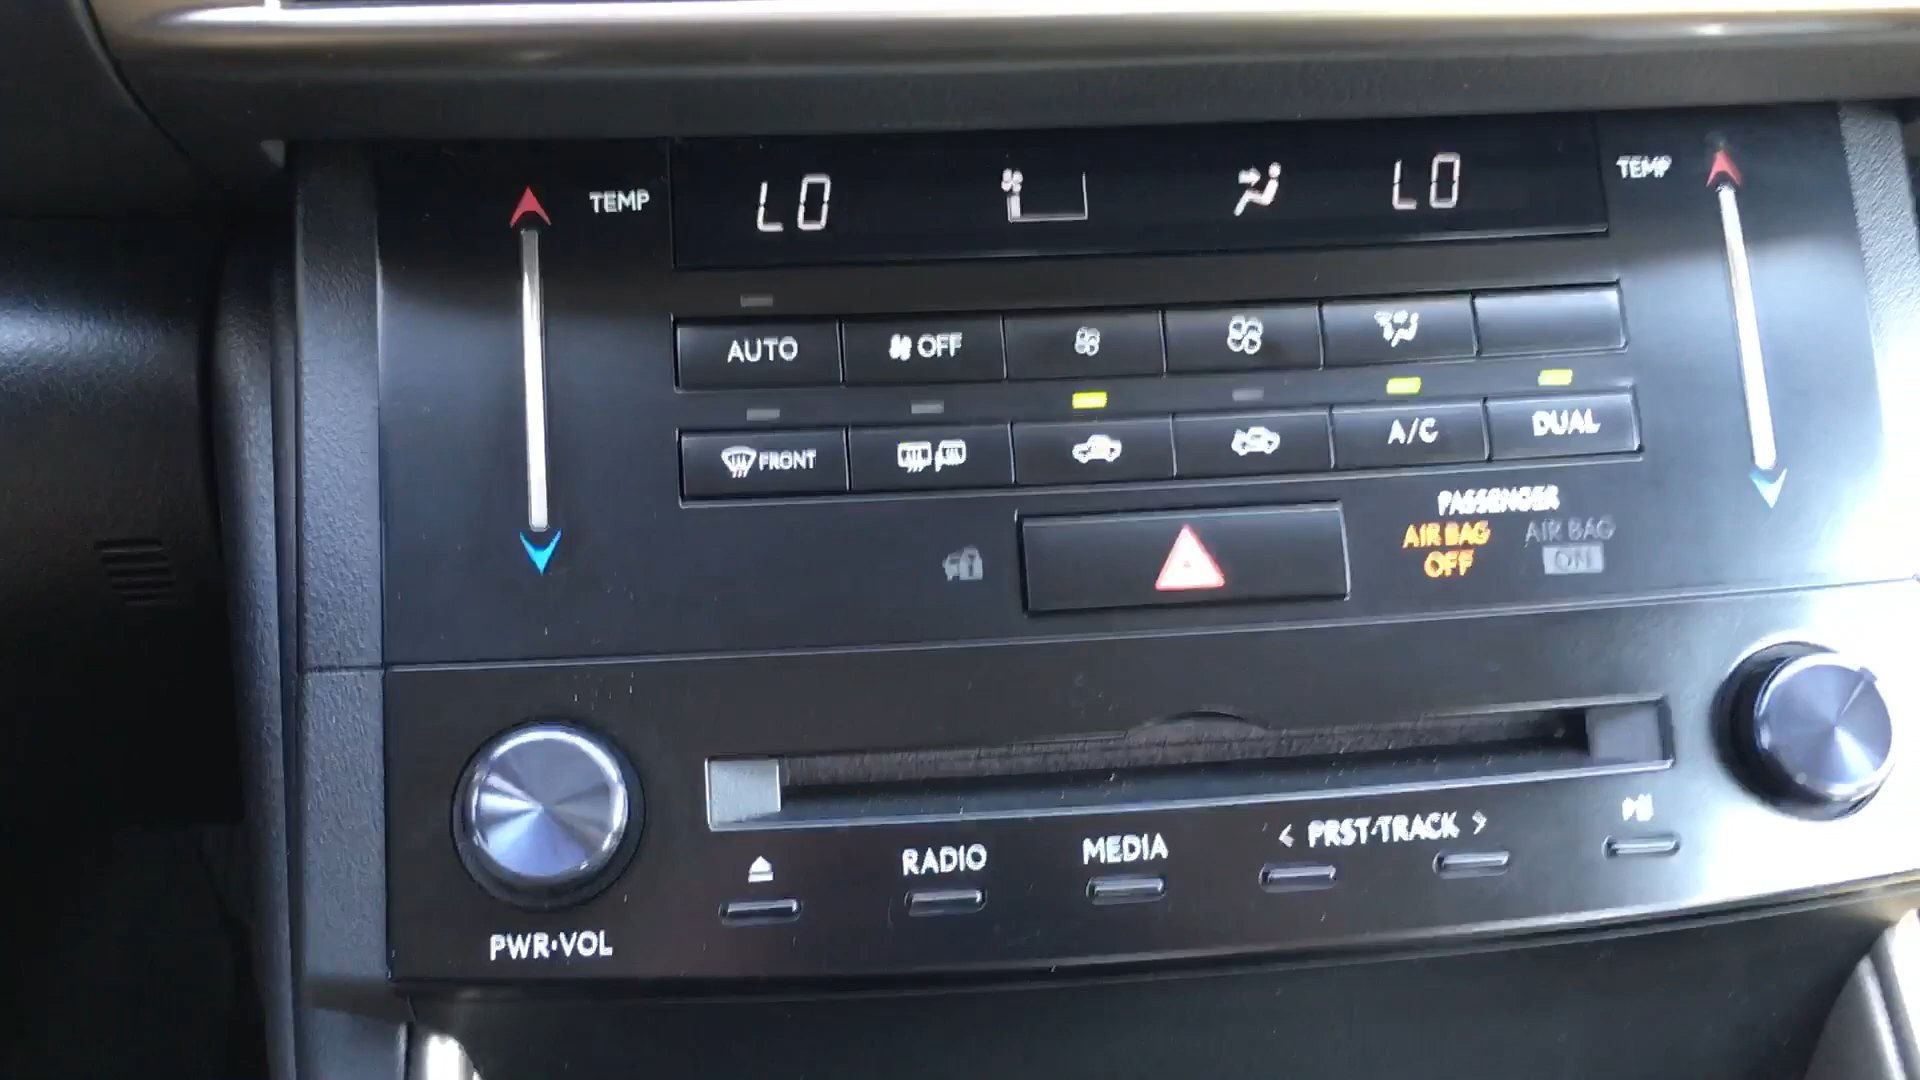 TEMP
LO
LO
TEMP
AUTO
OFF
FRONT
A/C
DUAL
PASSENGER
AIR BAG
OFF
AIR BAG
ON
RADIO
MEDIA
< PRST·TRACK >
PWR·VOL